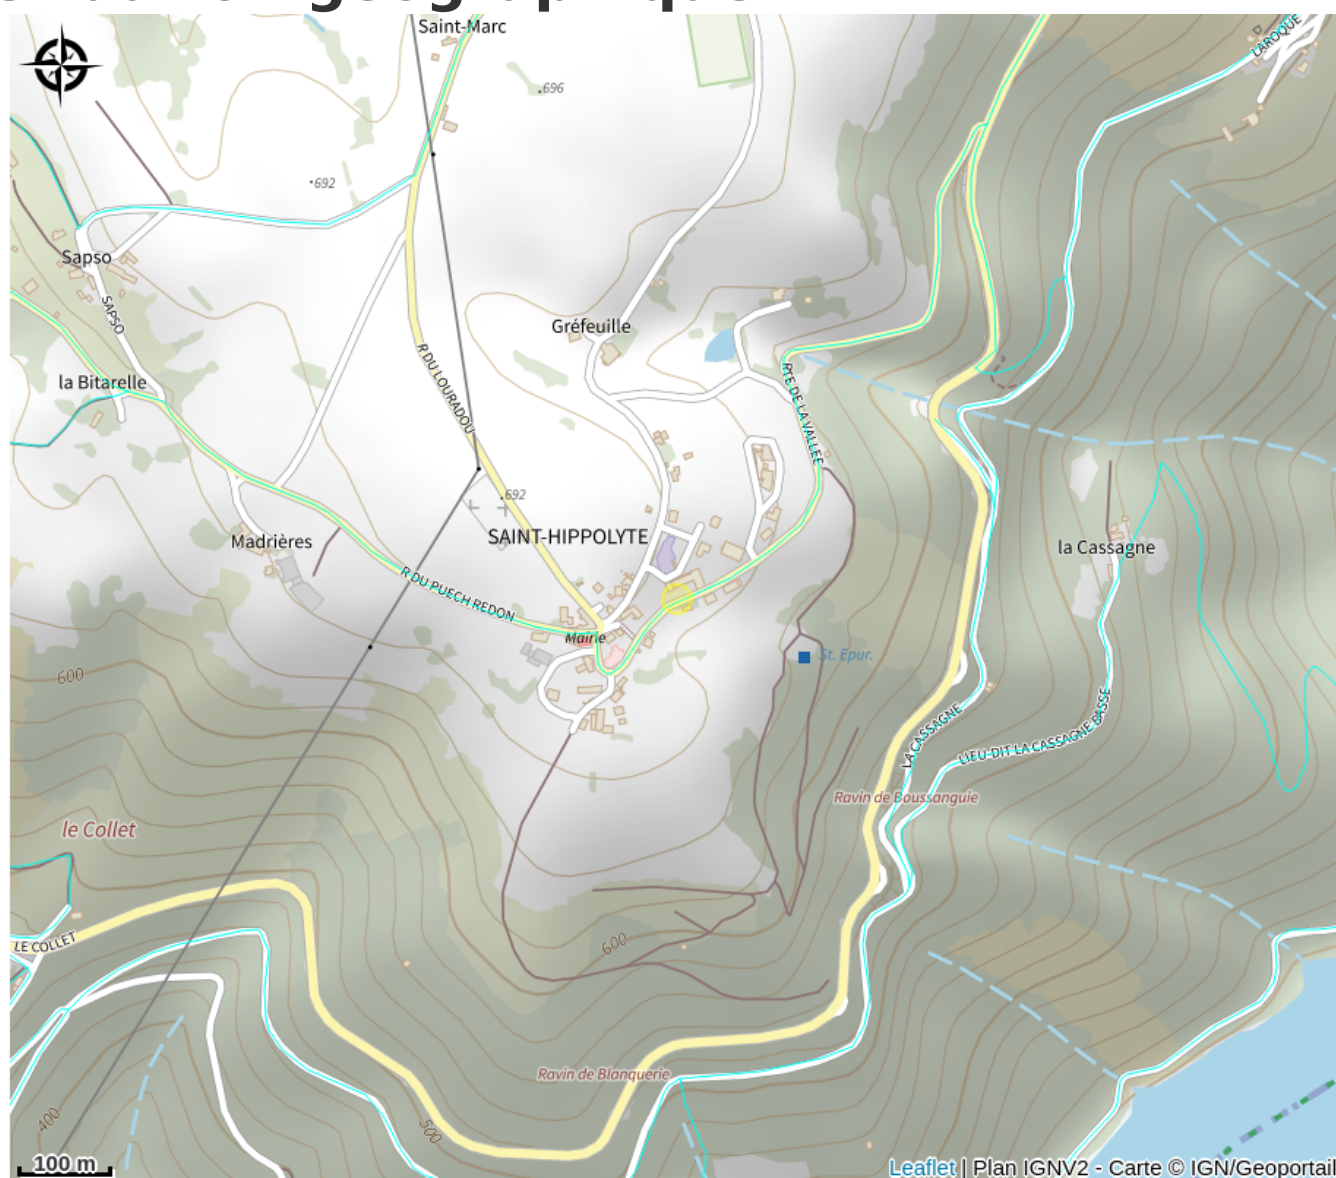 Saint-Marc
LAROQUE
696
692
Sapso
SAPSO
Gréfeuille
la Bitarelle
R DU LOURADOU
RTE DE LA VALLEE
692
SAINT-HIPPOLYTE
Madrières
la Cassagne
R DU PUECH REDON
Mairie
St. Epur.
600
LA CASSAGNE
LIEU-DIT LA CASSAGNE BASSE
Ravin de Boussanguie
le Collet
LE COLLET
600
Ravin de Blanquerie
400
500
100 m
Leaflet | Plan IGNV2 - Carte © IGN/Geoportail